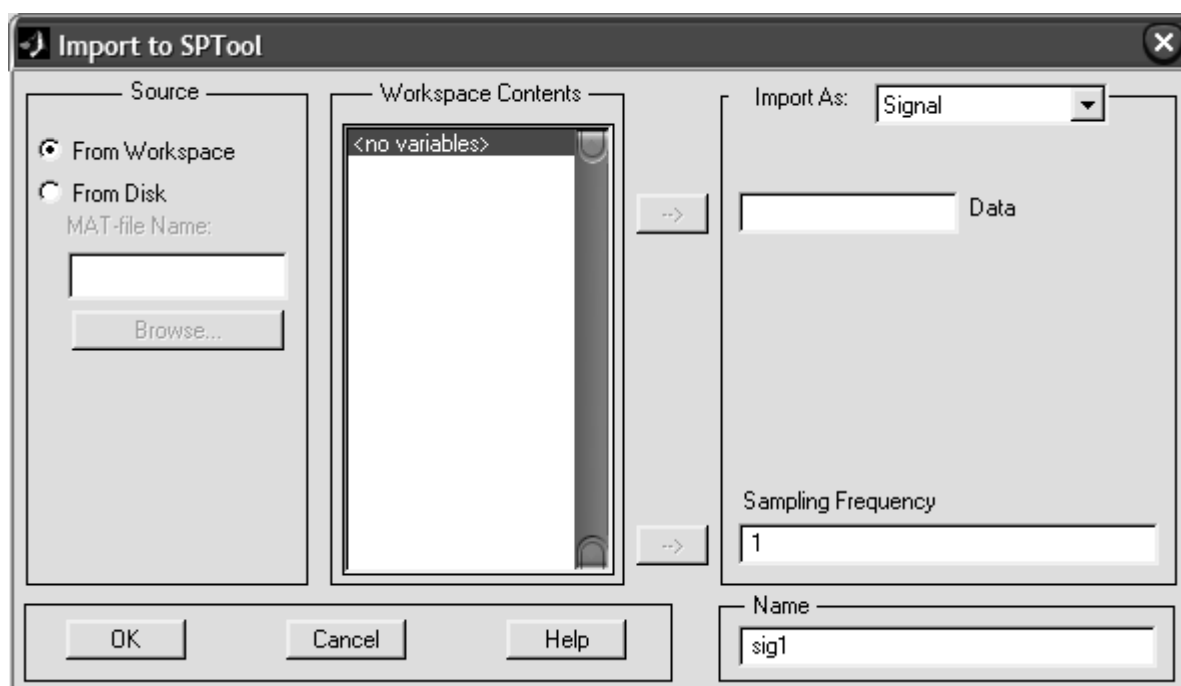 Import to SPTool
Source
From Workspace
From Disk
MAT-file Name:
Browse...
Workspace Contents
<no variables>
-->
-->
Import As: Signal
Data
Sampling Frequency
1
OK Cancel Help
Name
sig1